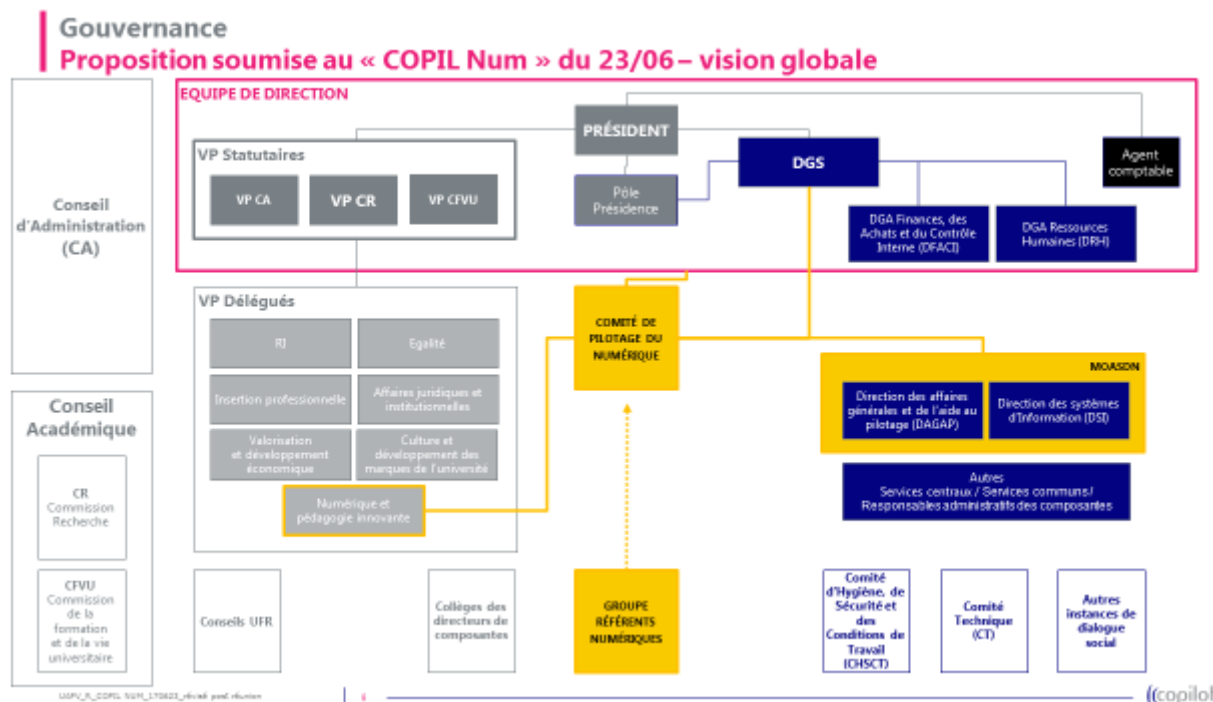 Gouvernance
Proposition soumise au « COPIL Num » du 23/06 – vision globale
Conseil
d'Administration
(CA)
EQUIPE DE DIRECTION
PRÉSIDENT
VP Statutaires
VP CA
VP CR
VP CFVU
Pôle
Présidence
DGS
Agent
comptable
DGA Finances, des
Achats et du Contrôle
Interne (DFACI)
DGA Ressources
Humaines (DRH)
VP Délégués
RI
Egalité
Insertion professionnelle
Affaires juridiques et
institutionnelles
Valorisation
et développement
économique
Culture et
développement des
marques de l'université
Numérique et
pédagogie innovante
COMITÉ DE
PILOTAGE DU
NUMÉRIQUE
MOASDN
Direction des affaires
générales et de l'aide au
pilotage (DAGAP)
Direction des systèmes
d'Information (DSI)
Autres
Services centraux / Services communs/
Responsables administratifs des composantes
Conseil
Académique
CR
Commission
Recherche
CFVU
Commission
de la
formation
et de la vie
universitaire
Conseils UFR
Collèges des
directeurs de
composantes
GROUPE
RÉFÉRENTS
NUMÉRIQUES
Comité
d'Hygiène, de
Sécurité et
des
Conditions de
Travail
(CHSCT)
Comité
Technique
(CT)
Autres
instances de
dialogue
social
UAPV_R_COPIL NUM_170623_révisé post réunion